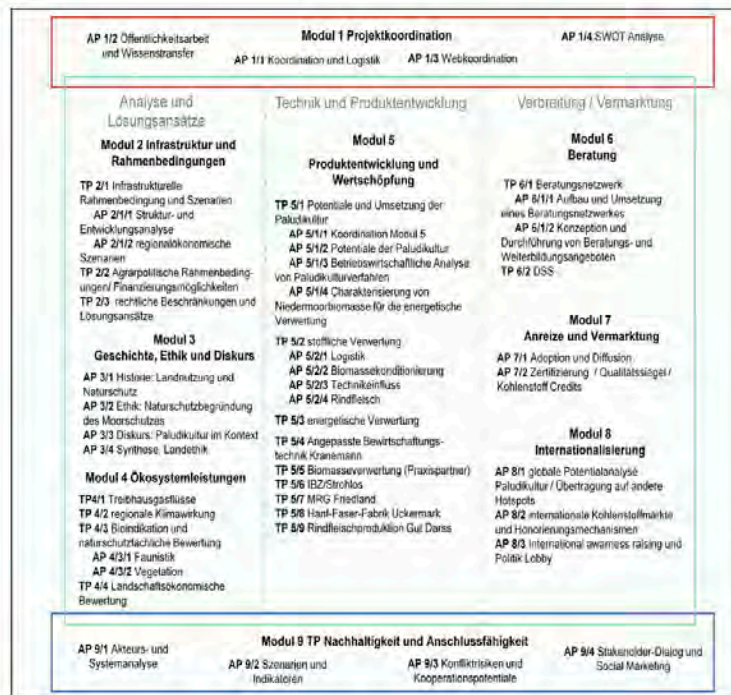 Modul 1 Projektkoordination
AP 1/2 Öffentlichkeitsarbeit
und Wissenstransfer
AP 1/1 Koordination und Logistik
AP 1/3 Webkoordination
AP 1/4 SWOT Analyse
Analyse und
Lösungsansätze
Modul 2 Infrastruktur und
Rahmenbedingungen
TP 2/1 Infrastrukturelle
Rahmenbedingung und Szenarien
AP 2/1/1 Struktur- und
Entwicklungsanalyse
AP 2/1/2 regionalökonomische
Szenarien
TP 2/2 Agrarpolitische Rahmenbedin-
gungen/ Finanzierungsmöglichkeiten
TP 2/3 rechtliche Beschränkungen und
Lösungsansätze
Modul 3
Geschichte, Ethik und Diskurs
AP 3/1 Historie: Landnutzung und
Naturschutz
AP 3/2 Ethik: Naturschutzbegründung
des Moorschutzes
AP 3/3 Diskurs: Paludikultur im Kontext
AP 3/4 Synthese, Landethik
Modul 4 Ökosystemleistungen
TP4/1 Treibhausgasflüsse
TP 4/2 regionale Klimawirkung
TP 4/3 Bioindikation und
naturschutzfachliche Bewertung
AP 4/3/1 Faunistik
AP 4/3/2 Vegetation
TP 4/4 Landschaftsökonomische
Bewertung
Technik und Produktentwicklung
Modul 5
Produktentwicklung und
Wertschöpfung
TP 5/1 Potentiale und Umsetzung der
Paludikultur
AP 5/1/1 Koordination Modul 5
AP 5/1/2 Potentiale der Paludikultur
AP 5/1/3 Betriebswirtschaftliche Analyse
von Paludikulturverfahren
AP 5/1/4 Charakterisierung von
Niedermoorbiomasse für die energetische
Verwertung
TP 5/2 stoffliche Verwertung
AP 5/2/1 Logistik
AP 5/2/2 Biomassekonditionierung
AP 5/2/3 Technikeinflüsse
AP 5/2/4 Rindfleisch
TP 5/3 energetische Verwertung
TP 5/4 Angepasste Bewirtschaftungs-
technik Kranemann
TP 5/5 Biomasseverwertung (Praxispartner)
TP 5/6 IBZ/Strohlos
TP 5/7 MRG Friedland
TP 5/8 Hanf-Faser-Fabrik Uckermark
TP 5/9 Rindfleischproduktion Gut Darss
Verbreitung / Vermarktung
Modul 6
Beratung
TP 6/1 Beratungsnetzwerk
AP 6/1/1 Aufbau und Umsetzung
eines Beratungsnetzwerkes
AP 6/1/2 Konzeption und
Durchführung von Beratungs- und
Weiterbildungsangeboten
TP 6/2 DSS
Modul 7
Anreize und Vermarktung
AP 7/1 Adoption und Diffusion
AP 7/2 Zertifizierung / Qualitätssiegel /
Kohlenstoff Credits
Modul 8
Internationalisierung
AP 8/1 globale Potentialanalyse
Paludikultur / Übertragung auf andere
Hotspots
AP 8/2 internationale Kohlenstoffmärkte
und Honorierungsmechanismen
AP 8/3 International awarness raising und
Politik Lobby
Modul 9 TP Nachhaltigkeit und Anschlussfähigkeit
AP 9/1 Akteurs- und
Systemanalyse
AP 9/2 Szenarien und
Indikatoren
AP 9/3 Konfliktrisiken und
Kooperationspotentiale
AP 9/4 Stakeholder-Dialog und
Social Marketing